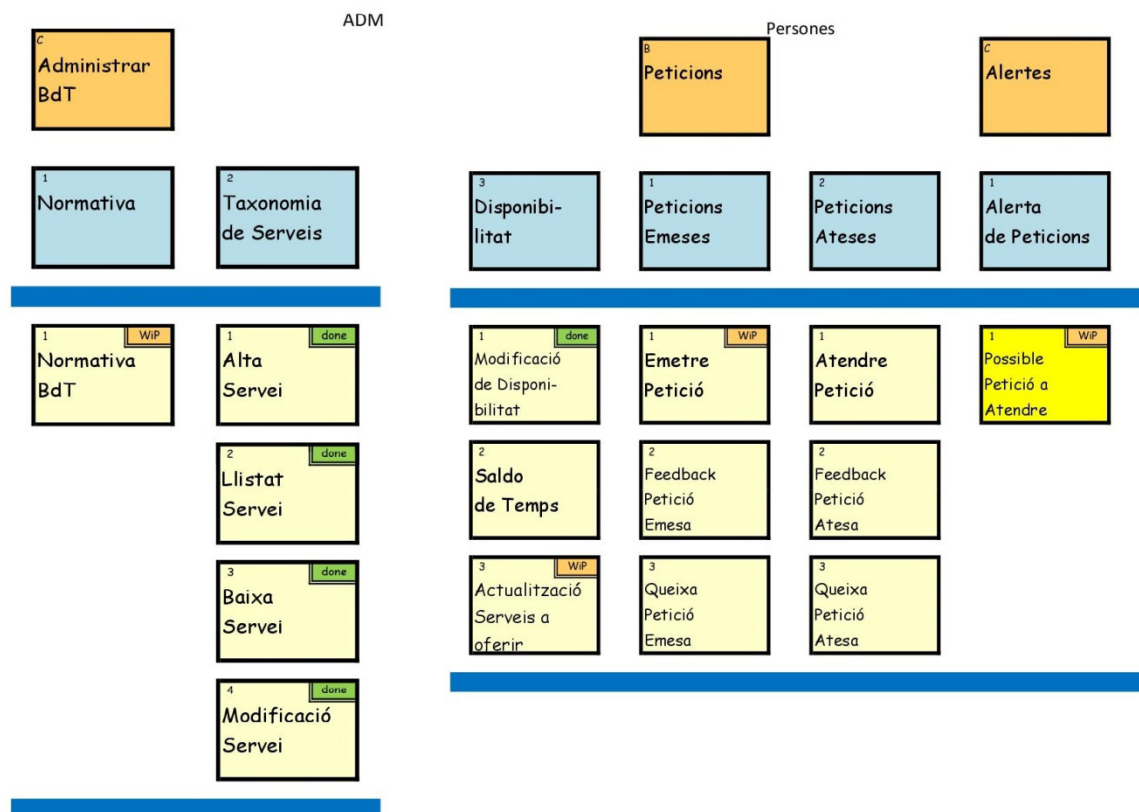 ADM
Persones
C
Administrar
BdT
B
Peticions
C
Alertes
1
Normativa
2
Taxonomia
de Serveis
3
Disponibi-
litat
1
Peticions
Emeses
2
Peticions
Ateses
1
Alerta
de Peticions
1 WiP
Normativa
BdT
1 done
Alta
Servei
1 done
Modificació
de Disponi-
bilitat
1 WiP
Emetre
Petició
1
Atendre
Petició
1 WiP
Possible
Petició a
Atendre
2 done
Llistat
Servei
2
Saldo
de Temps
2
Feedback
Petició
Emesa
2
Feedback
Petició
Atesa
3 done
Baixa
Servei
3 WiP
Actualització
Serveis a
oferir
3
Queixa
Petició
Emesa
3
Queixa
Petició
Atesa
4 done
Modificació
Servei